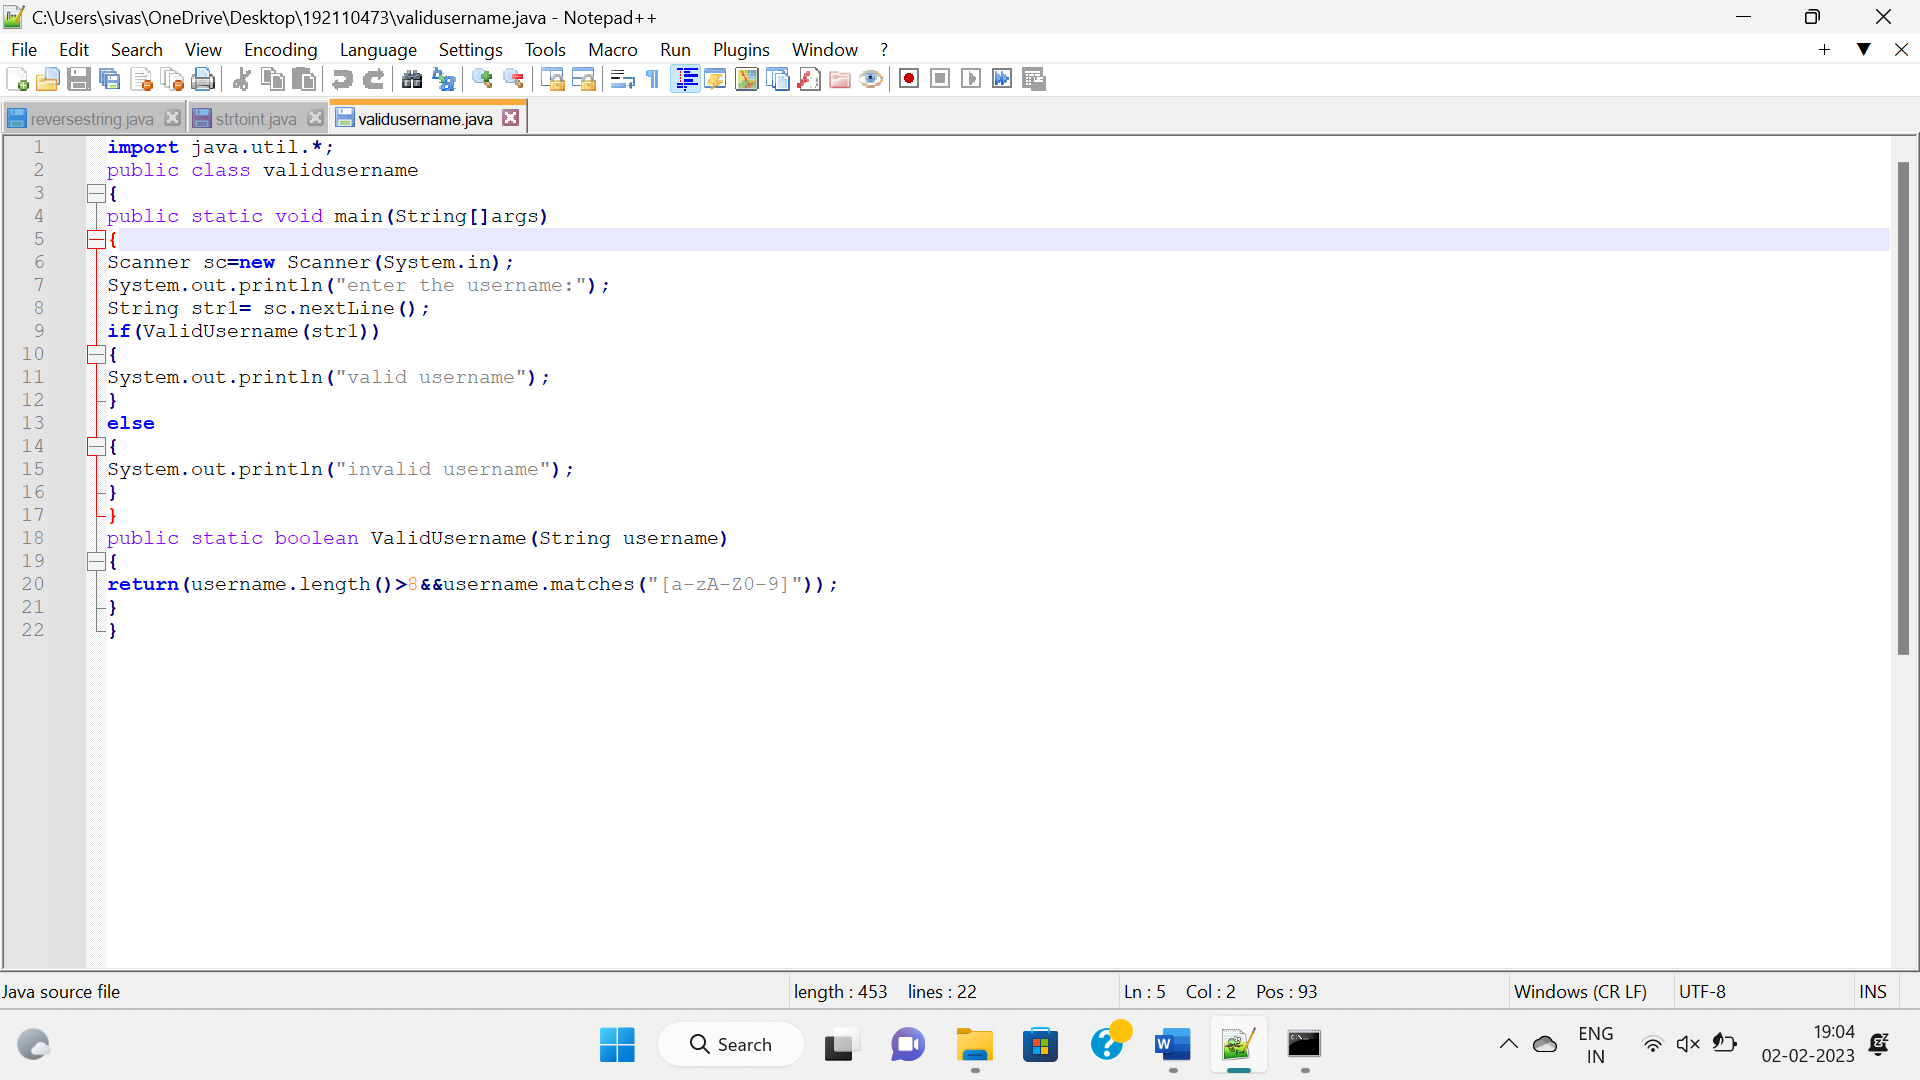 C:\Users\sivas\OneDrive\Desktop\192110473\validusername.java - Notepad++
File Edit Search View Encoding Language Settings Tools Macro Run Plugins Window ?
reversestring.java strtoint.java validusername.java
1 import java.util.*;
2 public class validusername
3 {
4 public static void main(String[]args)
5 {
6 Scanner sc=new Scanner(System.in);
7 System.out.println("enter the username:");
8 String str1= sc.nextLine();
9 if(ValidUsername(str1))
10 {
11 System.out.println("valid username");
12 }
13 else
14 {
15 System.out.println("invalid username");
16 }
17 }
18 public static boolean ValidUsername(String username)
19 {
20 return(username.length()>8&&username.matches("[a-zA-Z0-9]"));
21 }
22 }
Java source file length : 453 lines : 22 Ln : 5 Col : 2 Pos : 93 Windows (CR LF) UTF-8 INS
Search
ENG
IN
19:04
02-02-2023